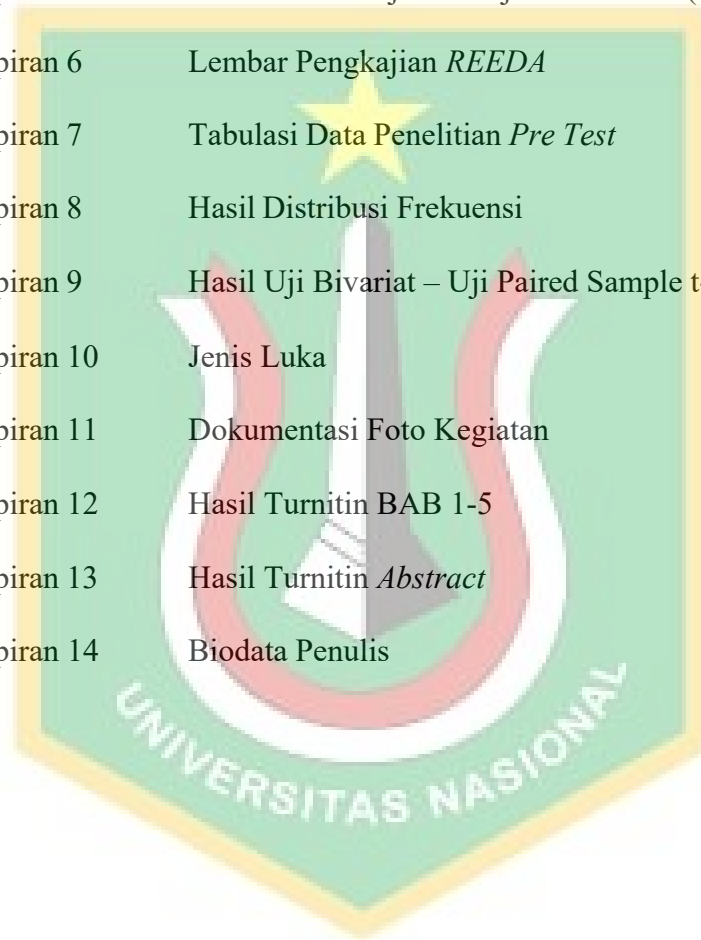 piran 6 Lembar Pengkajian REEDA
piran 7 Tabulasi Data Penelitian Pre Test
piran 8 Hasil Distribusi Frekuensi
piran 9 Hasil Uji Bivariat – Uji Paired Sample t-
piran 10 Jenis Luka
piran 11 Dokumentasi Foto Kegiatan
piran 12 Hasil Turnitin BAB 1-5
piran 13 Hasil Turnitin Abstract
piran 14 Biodata Penulis
UNIVERSITAS NASIONAL